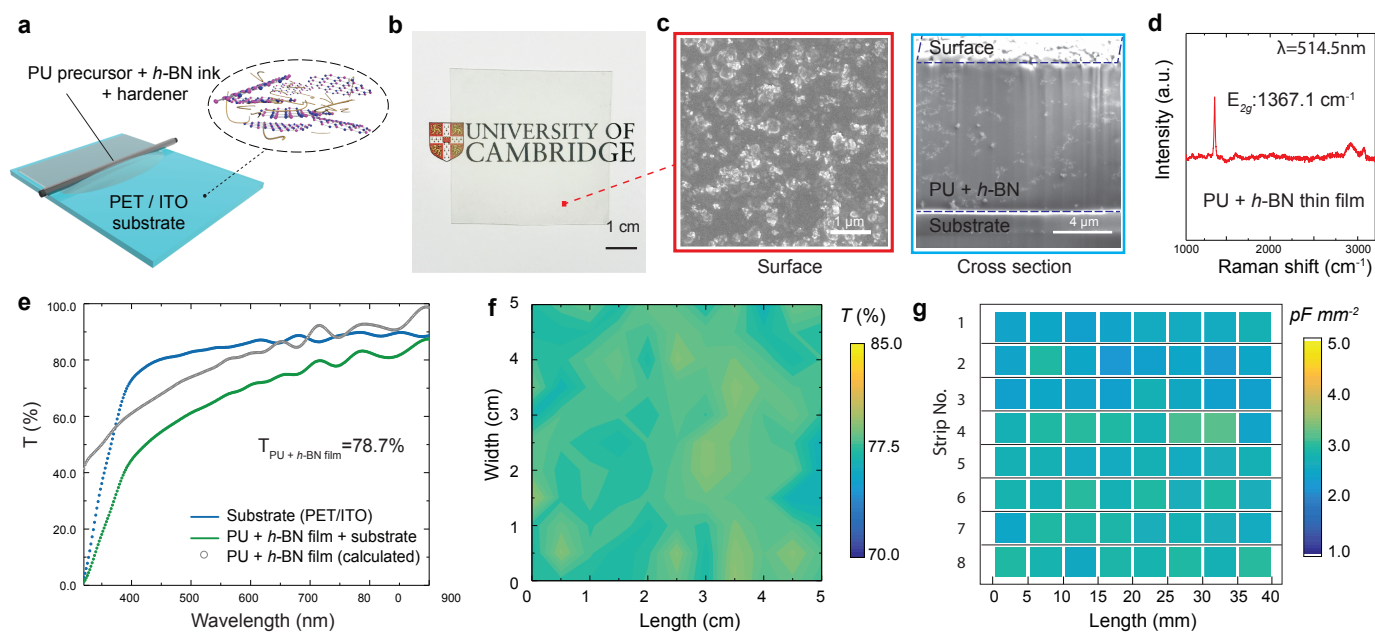 a
PU precursor + h-BN ink
+ hardener
PET / ITO
substrate
b
UNIVERSITY OF
CAMBRIDGE
1 cm
c
1 µm
Surface
Surface
PU + h-BN
Substrate
4 µm
Cross section
d
λ=514.5nm
E2g:1367.1 cm-1
PU + h-BN thin film
Intensity (a.u.)
1000 2000 3000
Raman shift (cm-1)
e
100.0
80.0
60.0
40.0
20.0
0.0
T (%)
TPU + h-BN film=78.7%
Substrate (PET/ITO)
PU + h-BN film + substrate
PU + h-BN film (calculated)
400 500 600 700 80 0 900
Wavelength (nm)
f
5
4
3
2
1
0
Width (cm)
0 1 2 3 4 5
Length (cm)
T (%)
85.0
77.5
70.0
g
1
2
3
4
5
6
7
8
Strip No.
0 5 10 15 20 25 30 35 40
Length (mm)
pF mm-2
5.0
4.0
3.0
2.0
1.0